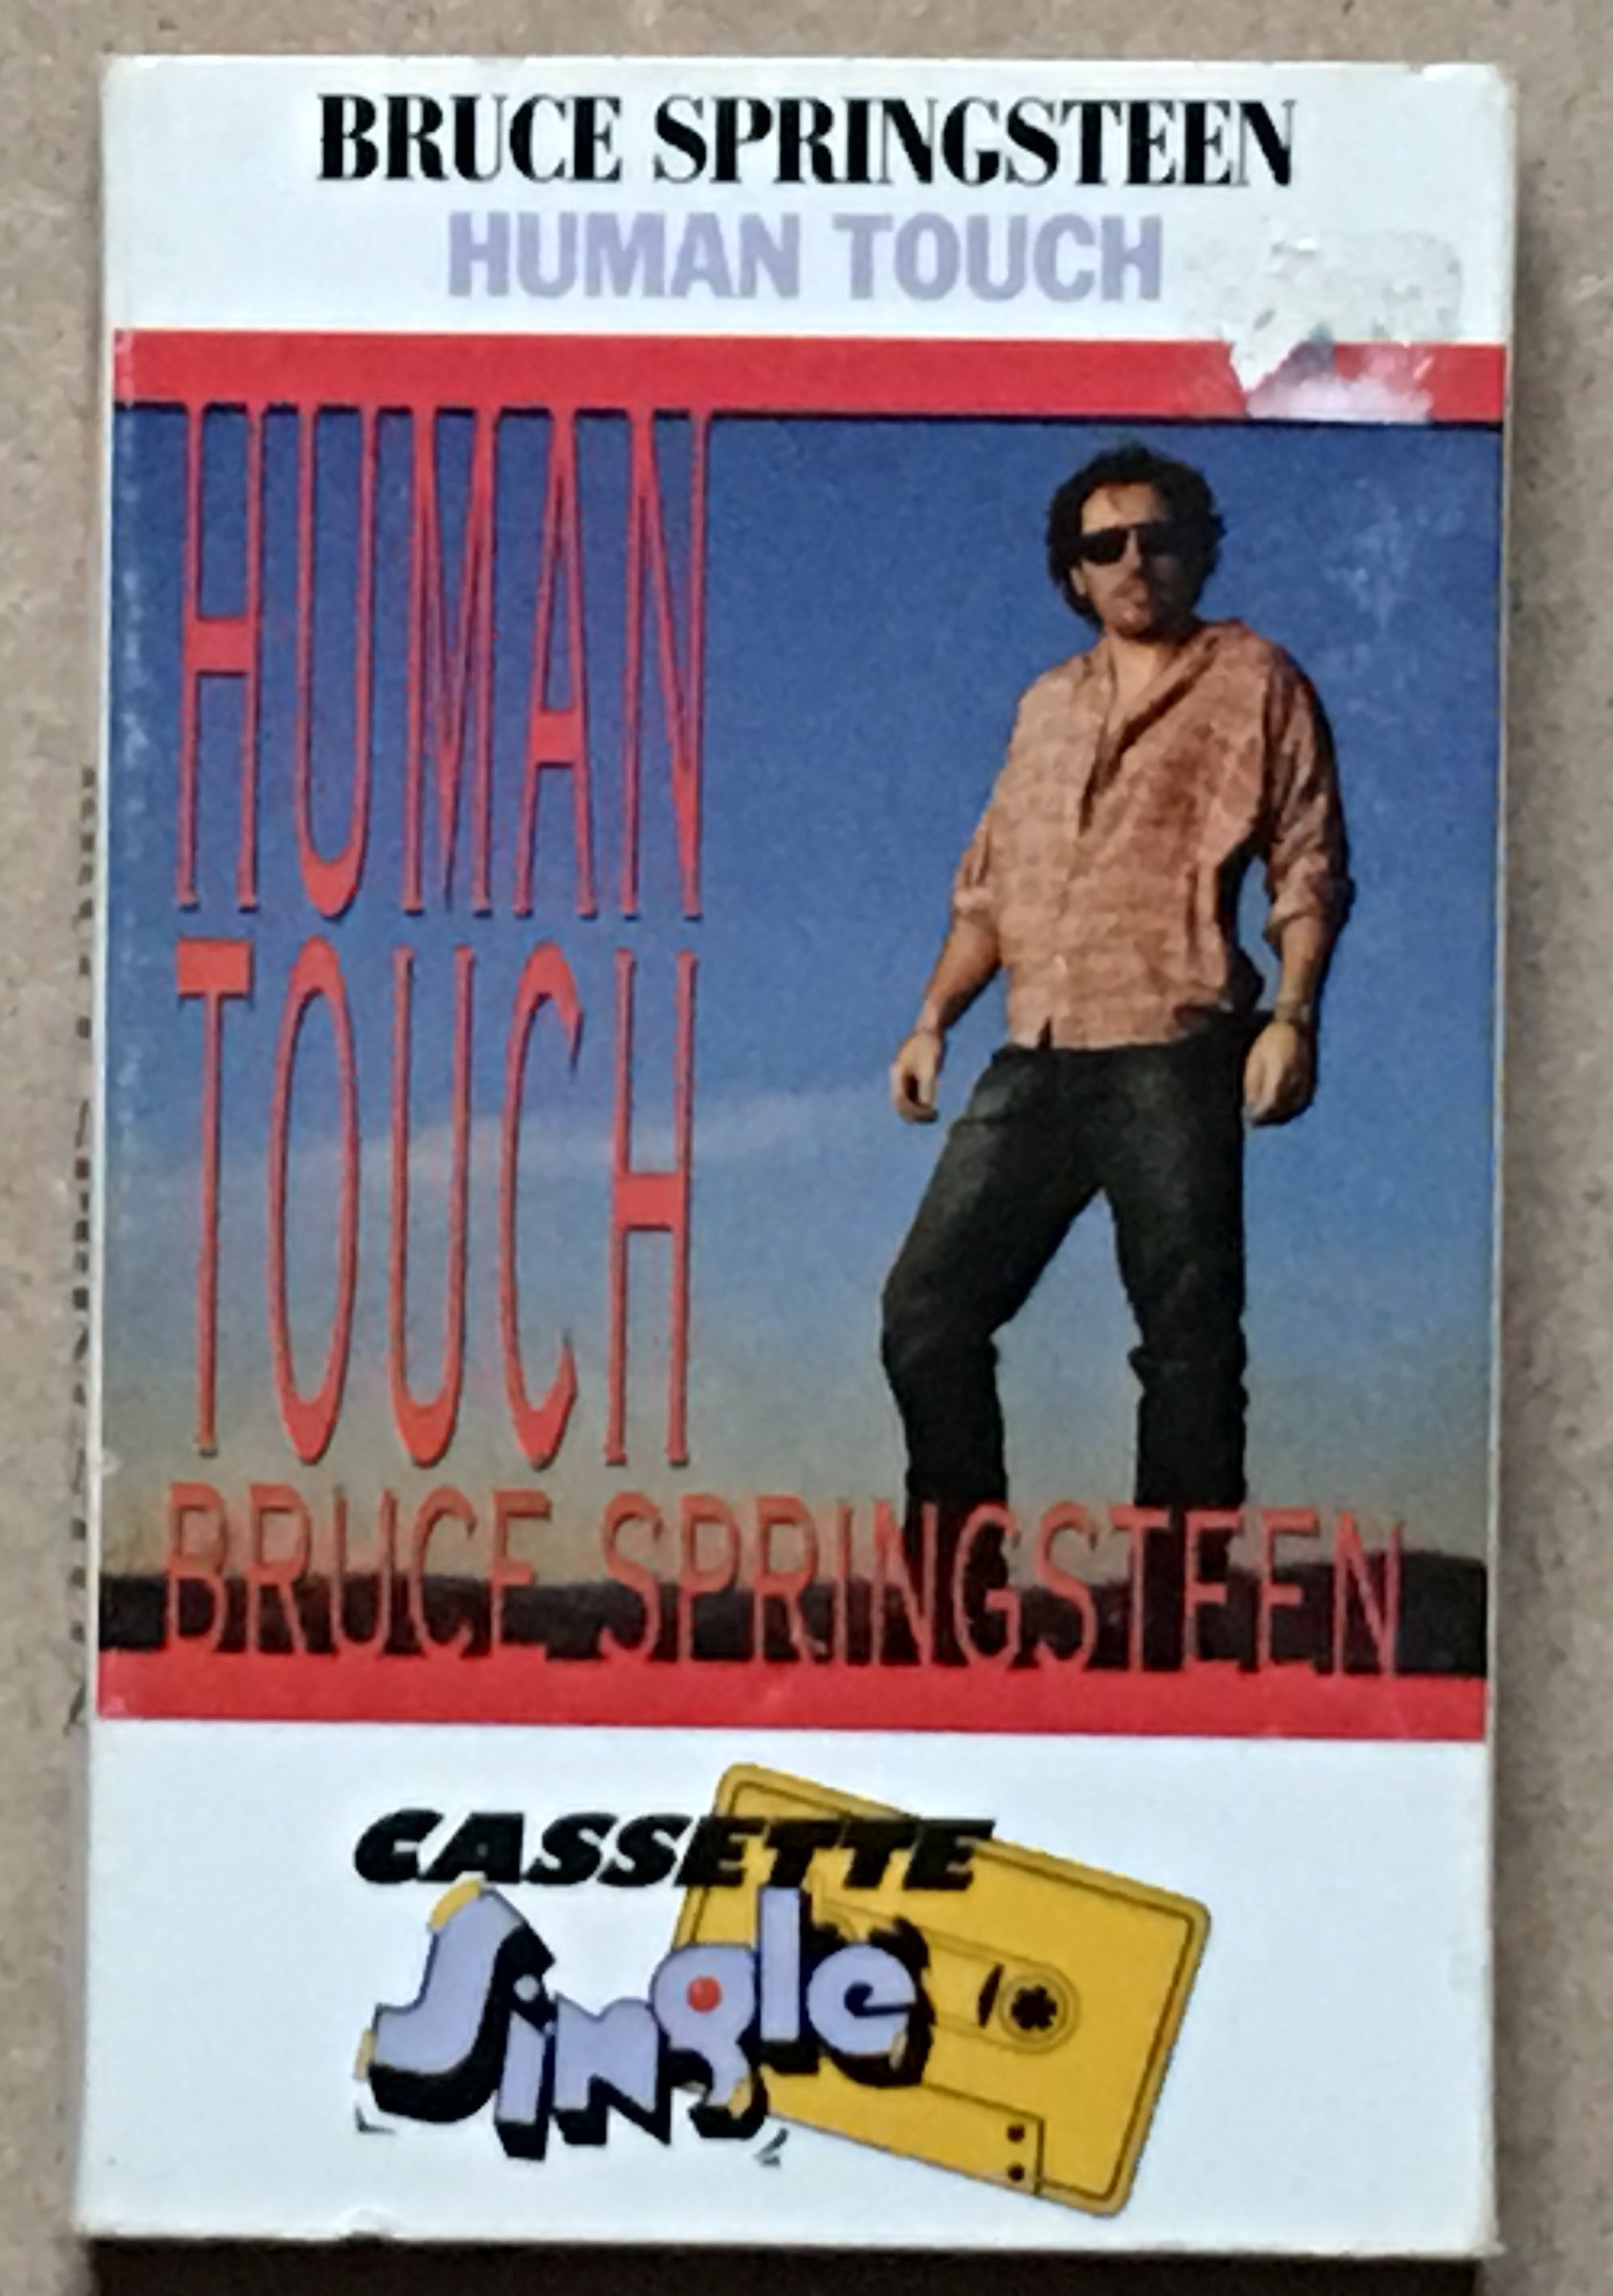 BRUCE SPRINGSTEEN
HUMAN TOUCH
HUMAN
TOUCH
BRUCE SPRINGSTEEN
CASSETTE
Single